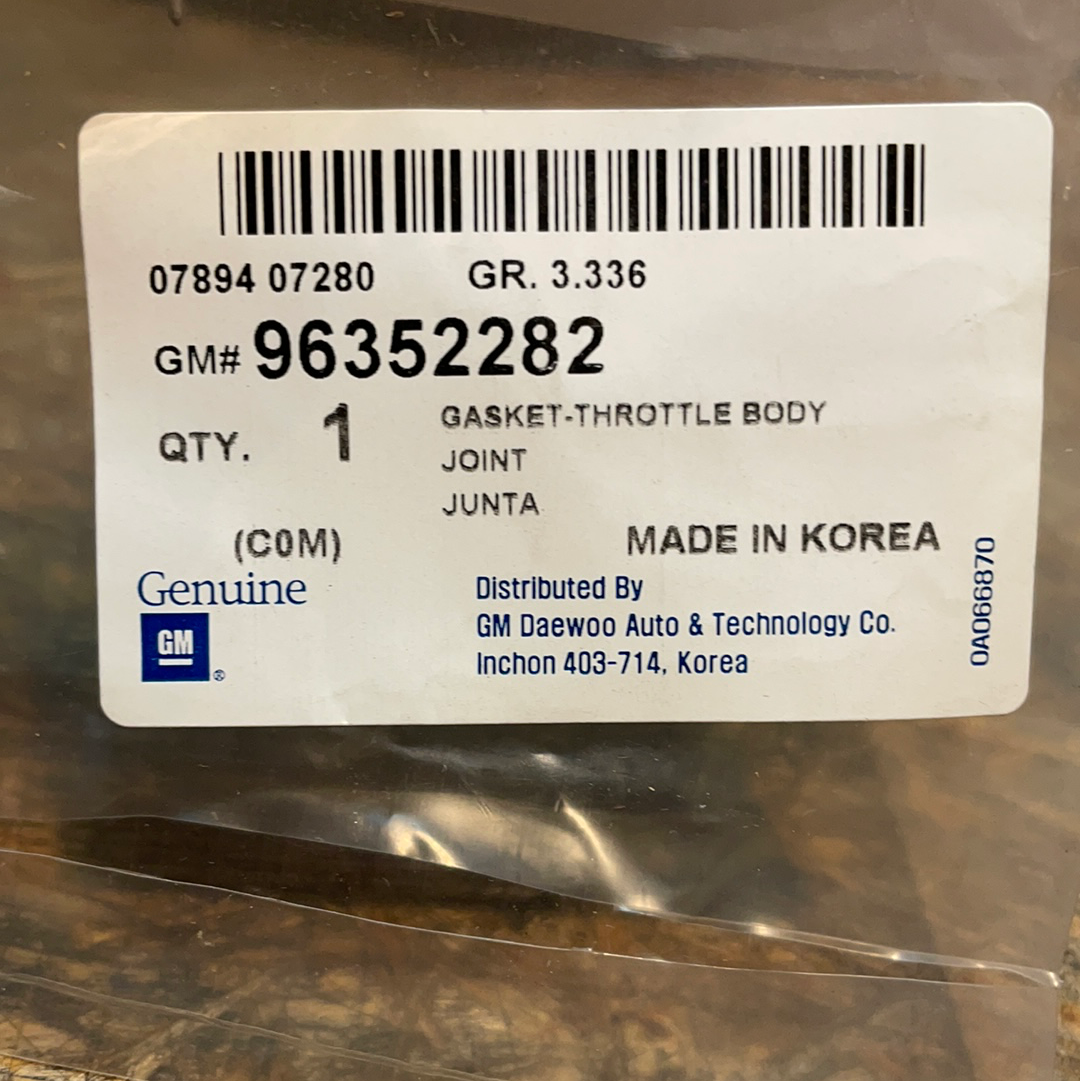 07894 07280 GR. 3.336
GM# 96352282
QTY. 1 GASKET-THROTTLE BODY
JOINT
JUNTA
(C0M) MADE IN KOREA
Genuine
GM
®
Distributed By
GM Daewoo Auto & Technology Co.
Inchon 403-714, Korea
0A066870